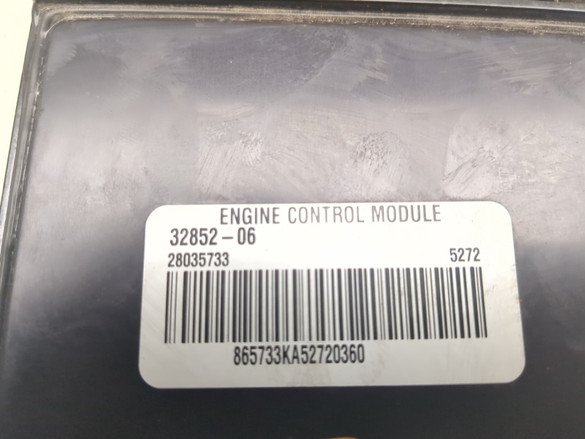 ENGINE CONTROL MODULE
32852-06
28035733 5272
865733KA52720360